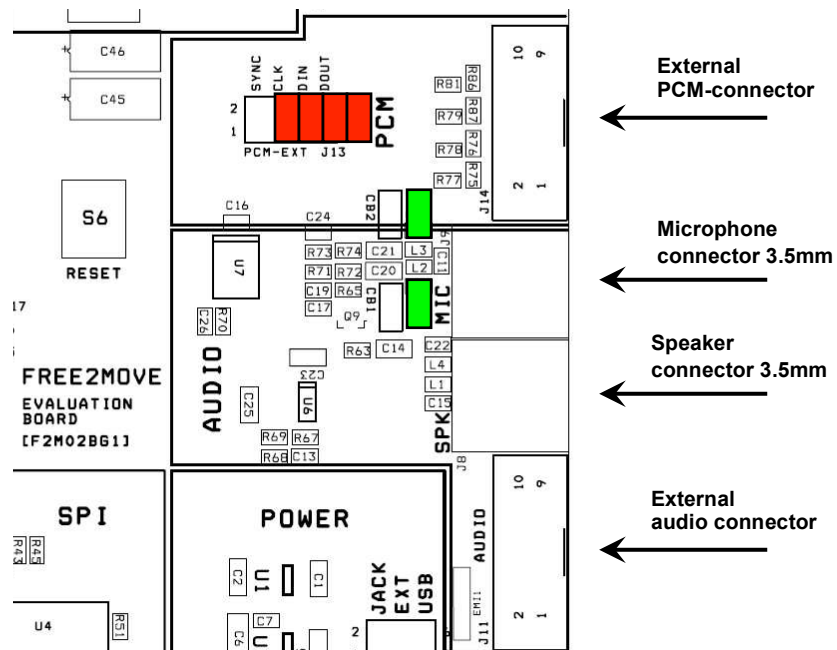 C46
C45
S6
RESET
17
FREE2MOVE
EVALUATION
BOARD
[F2M02BG1]
SPI
R43
R45
U4
R51
SYNC
CLK
DIN
DOUT
2
1
PCM-EXT J13
PCM
R81
R86
R79
R87
R78
R76
R77
R75
10
9
2
1
J14
C16
U7
C24
CB2
R73
R74
C21
L3
R71
R72
C20
L2
C11
C19
R65
C17
CB1
MIC
Q9
C26
R70
R63
C14
C22
L4
L1
C15
SPK
AUDIO
C23
C25
U6
R69
R67
R68
C13
J8
POWER
C2
U1
C1
C7
C6
U
JACK
EXT
USB
2
AUDIO
EMI1
J11
10
9
2
1
External
PCM-connector
Microphone
connector 3.5mm
Speaker
connector 3.5mm
External
audio connector